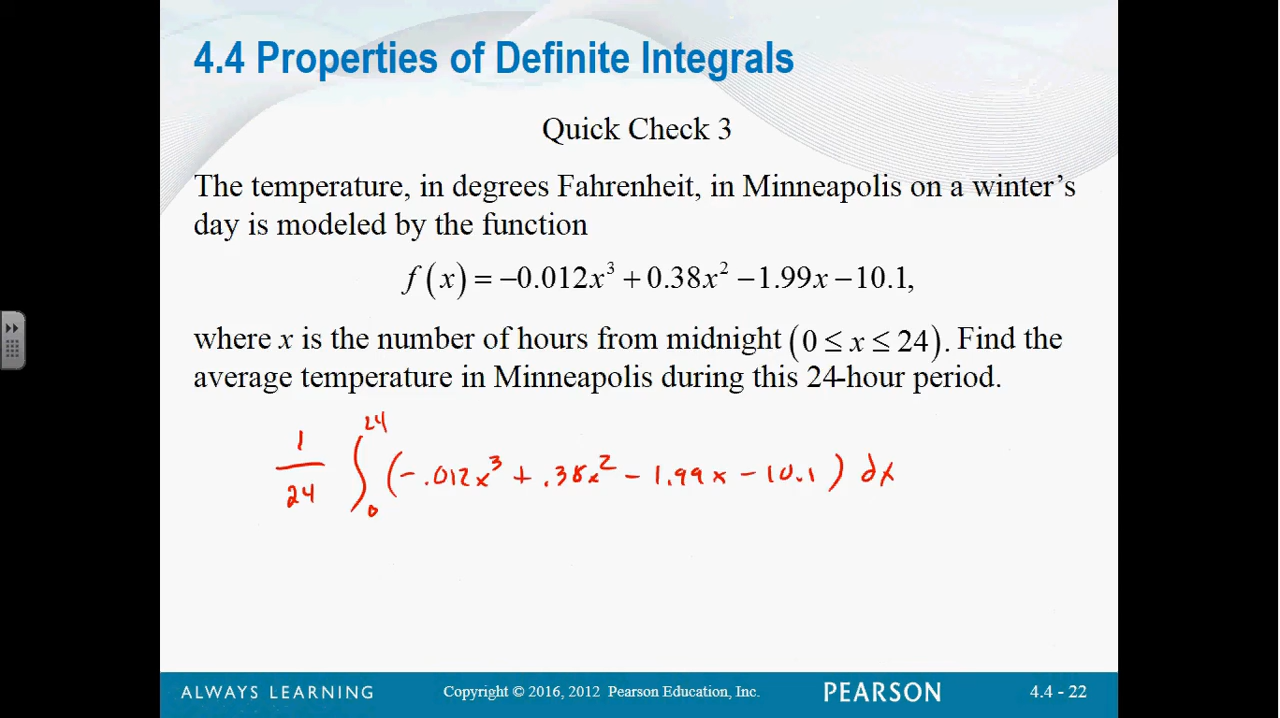 4.4 Properties of Definite Integrals
Quick Check 3
The temperature, in degrees Fahrenheit, in Minneapolis on a winter’s
day is modeled by the function
f(x) = −0.012x³ + 0.38x² − 1.99x − 10.1,
where x is the number of hours from midnight (0 ≤ x ≤ 24). Find the
average temperature in Minneapolis during this 24-hour period.
1/24 ∫₀²⁴ (−.012x³ + .38x² − 1.99x − 10.1) dx
ALWAYS LEARNING Copyright © 2016, 2012 Pearson Education, Inc. PEARSON 4.4 - 22